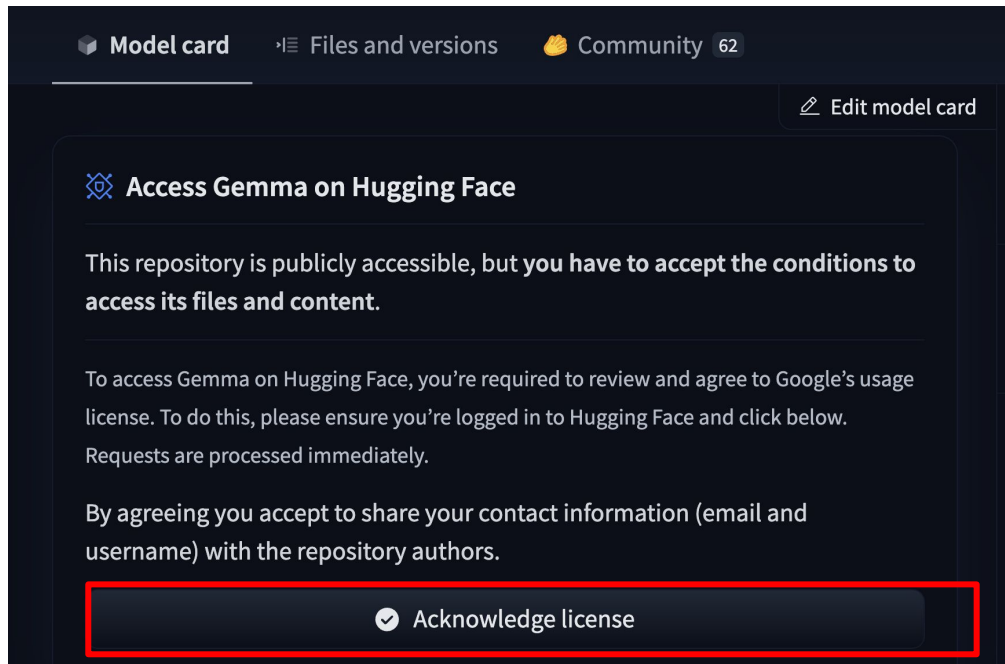 Model card Files and versions Community 62
Edit model card
Access Gemma on Hugging Face
This repository is publicly accessible, but you have to accept the conditions to
access its files and content.
To access Gemma on Hugging Face, you’re required to review and agree to Google’s usage
license. To do this, please ensure you’re logged in to Hugging Face and click below.
Requests are processed immediately.
By agreeing you accept to share your contact information (email and
username) with the repository authors.
Acknowledge license